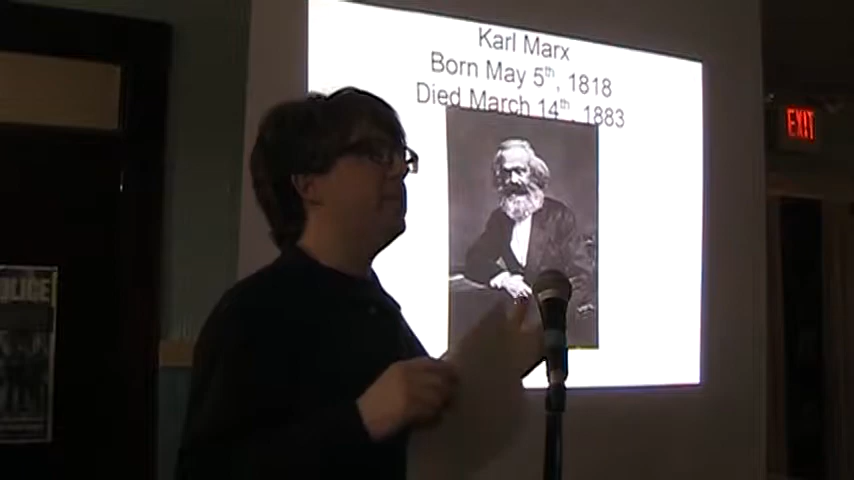 Karl Marx
Born May 5th, 1818
Died March 14th, 1883
EXIT
OLICE